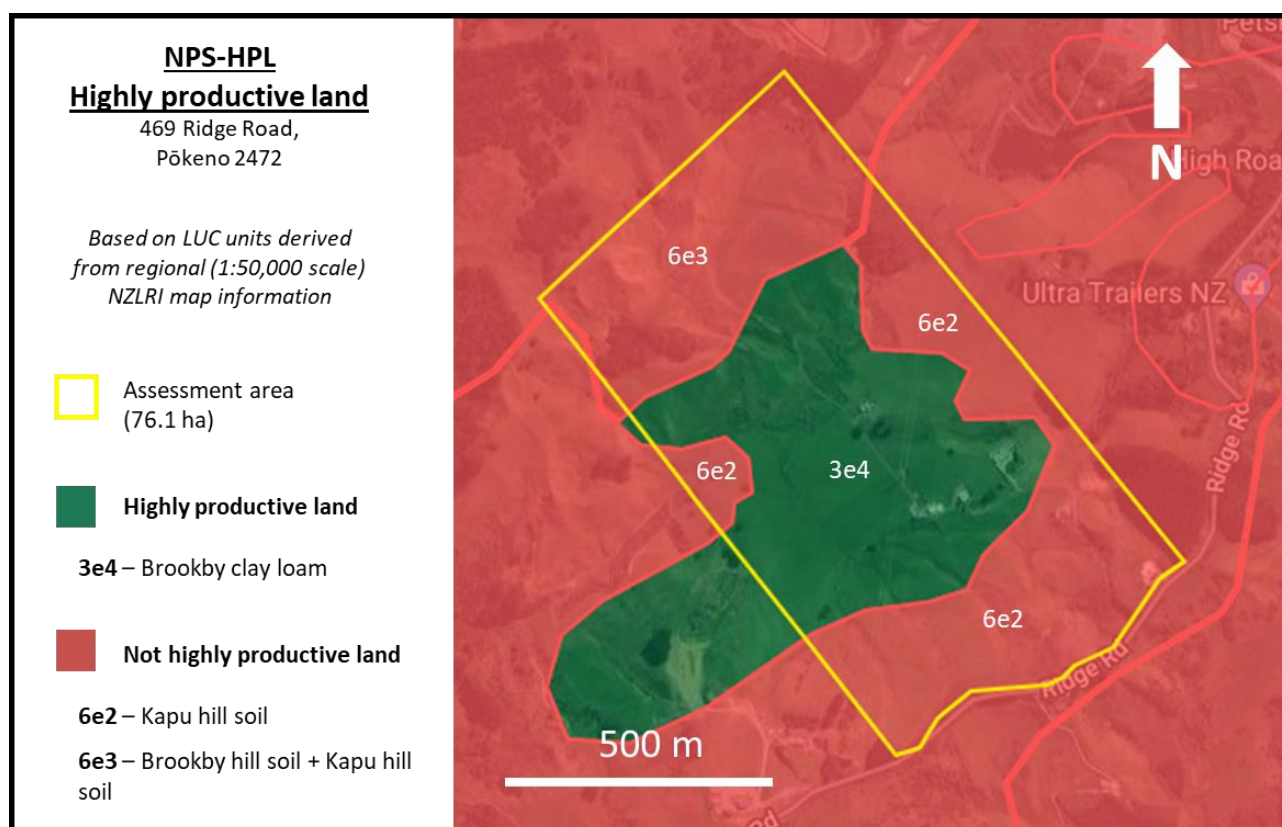 NPS-HPL
Highly productive land
469 Ridge Road,
Pōkeno 2472
Based on LUC units derived
from regional (1:50,000 scale)
NZLRI map information
Assessment area
(76.1 ha)
Highly productive land
3e4 – Brookby clay loam
Not highly productive land
6e2 – Kapu hill soil
6e3 – Brookby hill soil + Kapu hill
soil
N
High Roa
6e3
Ultra Trailers NZ
6e2
6e2
3e4
Ridge Rd
6e2
Ridge Rd
500 m
Rd